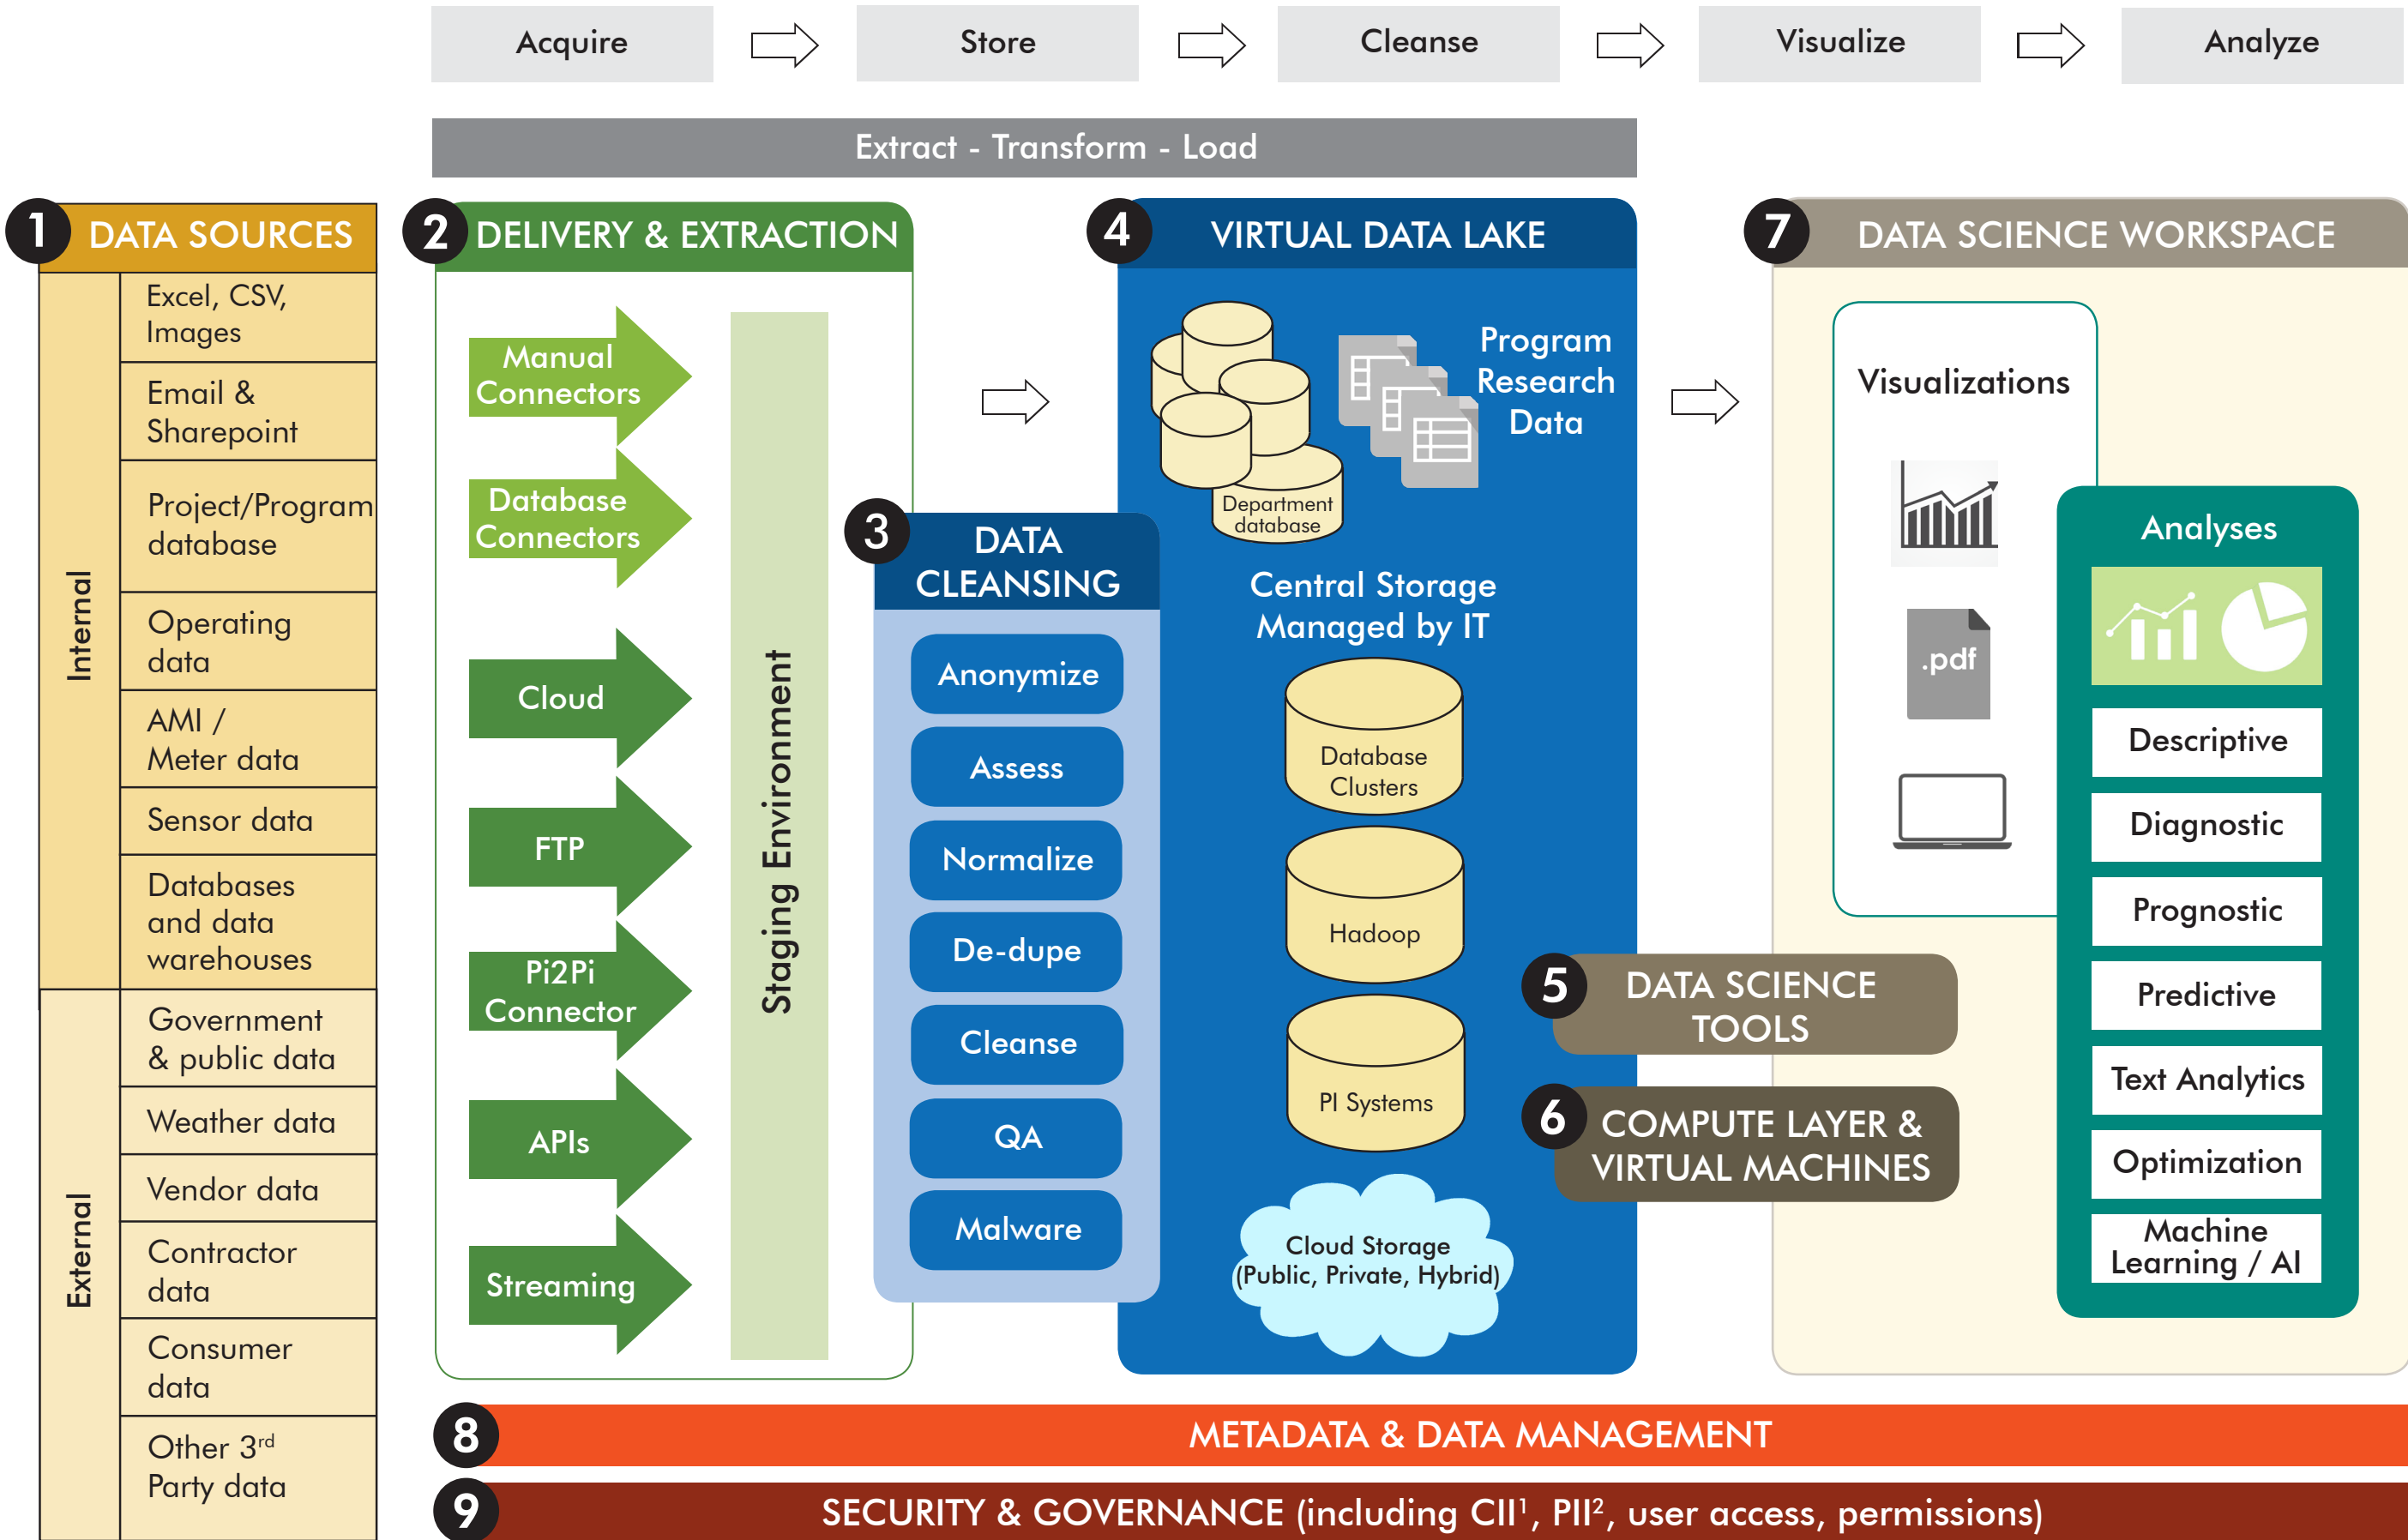 Acquire
Store
Cleanse
Visualize
Analyze
Extract - Transform - Load
1 DATA SOURCES
Internal
Excel, CSV,
Images
Email &
Sharepoint
Project/Program
database
Operating
data
AMI /
Meter data
Sensor data
Databases
and data
warehouses
External
Government
& public data
Weather data
Vendor data
Contractor
data
Consumer
data
Other 3rd
Party data
2 DELIVERY & EXTRACTION
Manual
Connectors
Database
Connectors
Cloud
FTP
Pi2Pi
Connector
APIs
Streaming
Staging Environment
3 DATA
CLEANSING
Anonymize
Assess
Normalize
De-dupe
Cleanse
QA
Malware
4 VIRTUAL DATA LAKE
Program
Research
Data
Department
database
Central Storage
Managed by IT
Database
Clusters
Hadoop
PI Systems
Cloud Storage
(Public, Private, Hybrid)
5 DATA SCIENCE
TOOLS
6 COMPUTE LAYER &
VIRTUAL MACHINES
7 DATA SCIENCE WORKSPACE
Visualizations
.pdf
Analyses
Descriptive
Diagnostic
Prognostic
Predictive
Text Analytics
Optimization
Machine
Learning / AI
8 METADATA & DATA MANAGEMENT
9 SECURITY & GOVERNANCE (including CII¹, PII², user access, permissions)